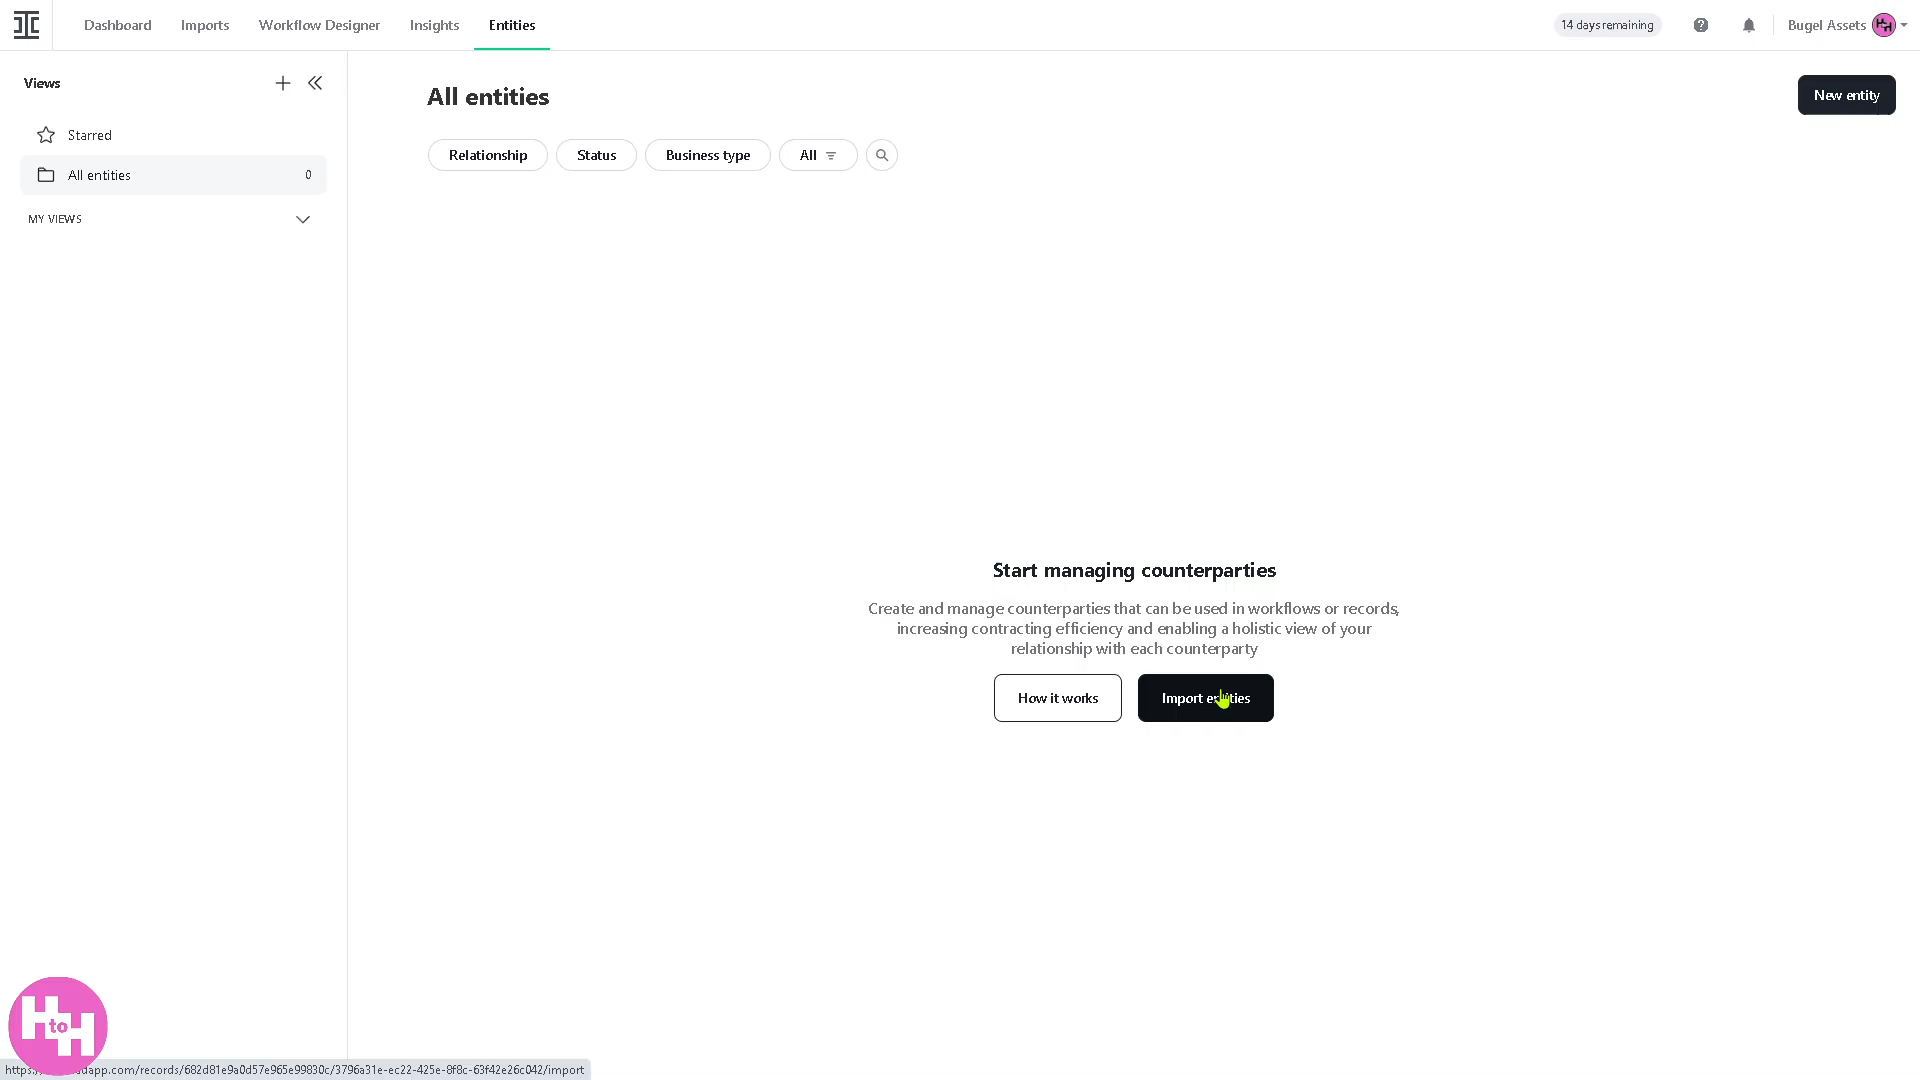 Dashboard
Imports
Workflow Designer
Insights
Entities
14 days remaining
Bugel Assets
Views
Starred
All entities
0
MY VIEWS
All entities
New entity
Relationship
Status
Business type
All
Start managing counterparties
Create and manage counterparties that can be used in workflows or records,
increasing contracting efficiency and enabling a holistic view of your
relationship with each counterparty
How it works
Import entities
H to H
dapp.com/records/682d81e9a0d57e965e99830c/3796a31e-ec22-425e-8f8c-63f42e26c042/import